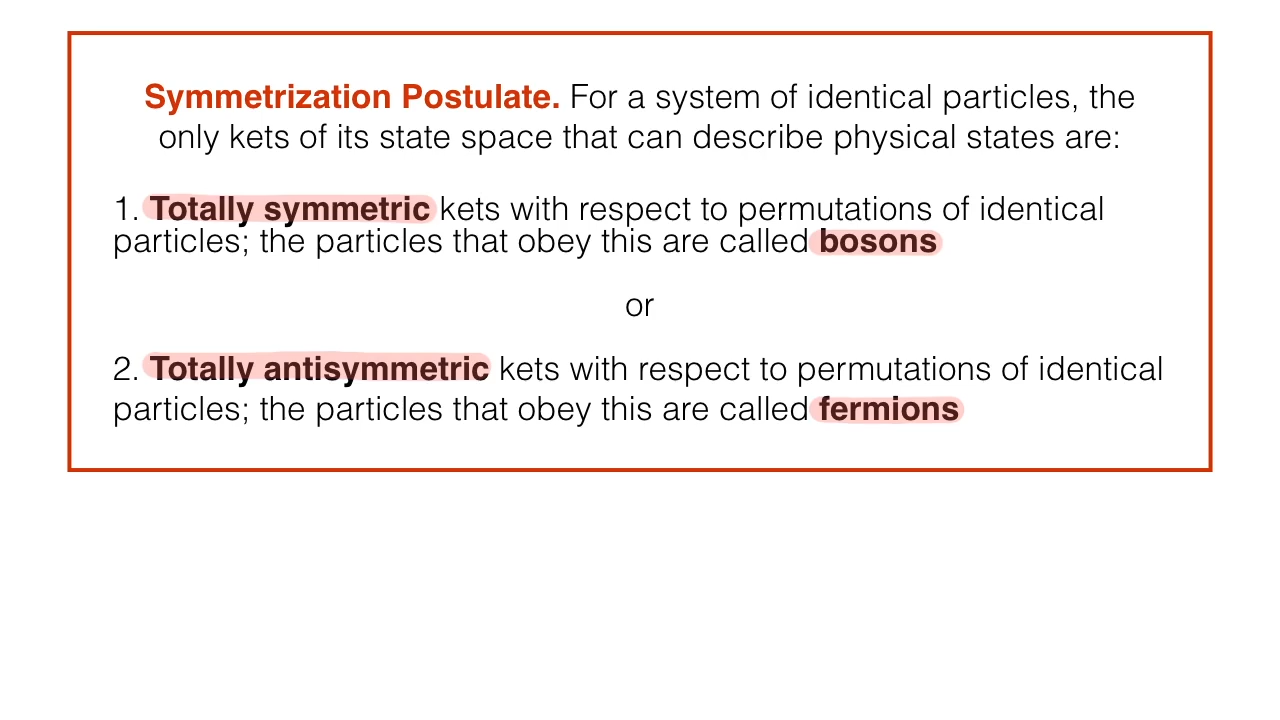 Symmetrization Postulate. For a system of identical particles, the
only kets of its state space that can describe physical states are:
1. Totally symmetric kets with respect to permutations of identical
particles; the particles that obey this are called bosons
or
2. Totally antisymmetric kets with respect to permutations of identical
particles; the particles that obey this are called fermions